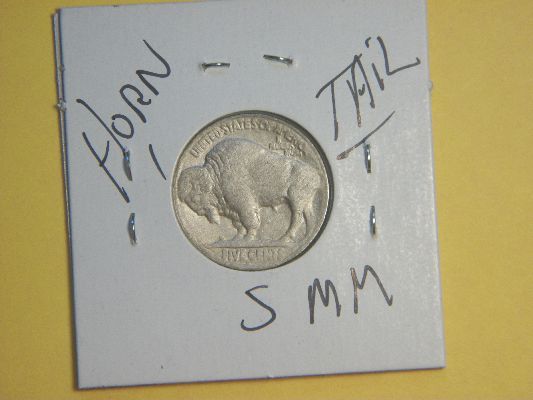 HORN
TAIL
UNITED STATES OF AMERICA
FIVE CENTS
S MM